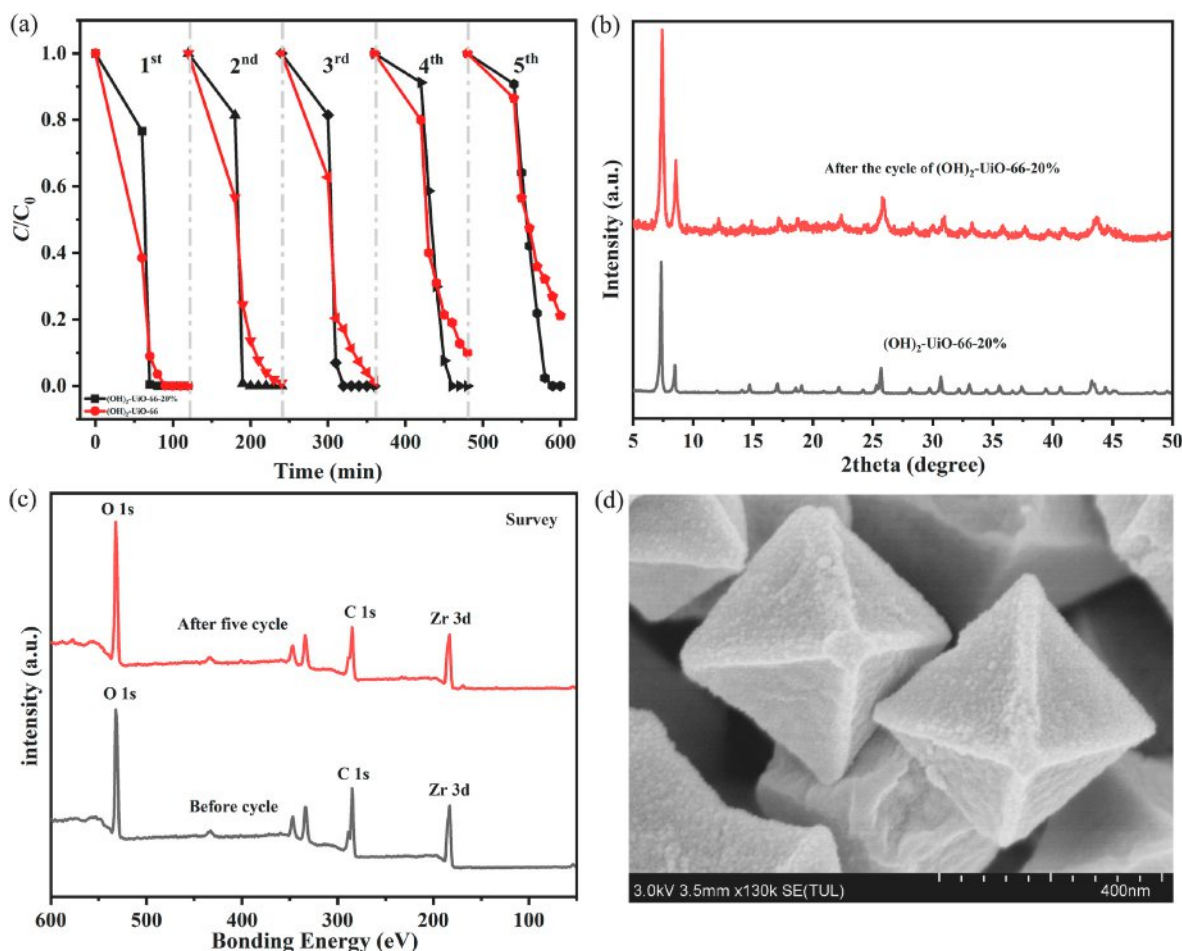 (a)
1st 2nd 3rd 4th 5th
1.0
0.8
0.6
0.4
0.2
0.0
C/C0
(OH)2-UiO-66-20%
(OH)2-UiO-66
0 100 200 300 400 500 600
Time (min)
(b)
Intensity (a.u.)
After the cycle of (OH)2-UiO-66-20%
(OH)2-UiO-66-20%
5 10 15 20 25 30 35 40 45 50
2theta (degree)
(c)
O 1s
Survey
C 1s
Zr 3d
After five cycle
O 1s
C 1s
Zr 3d
Before cycle
intensity (a.u.)
600 500 400 300 200 100
Bonding Energy (eV)
(d)
3.0kV 3.5mm x130k SE(TUL) 400nm